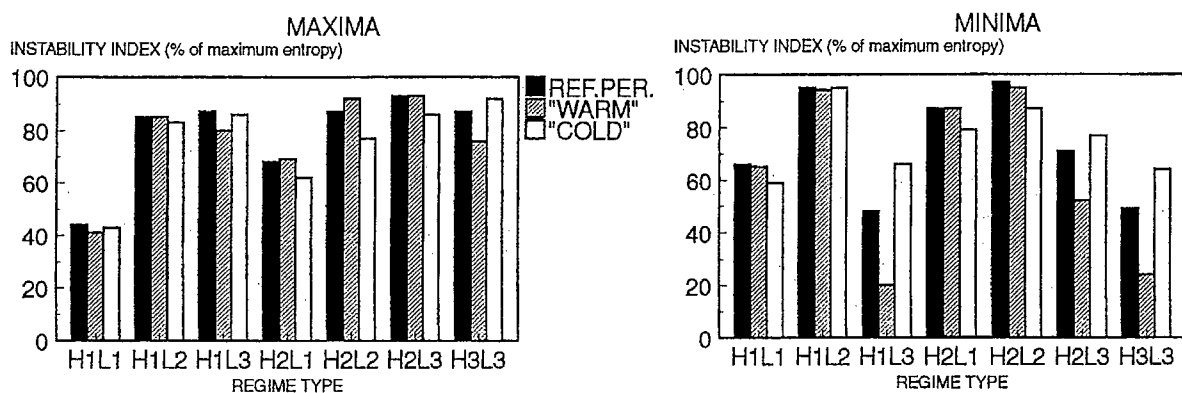 MAXIMA
INSTABILITY INDEX (% of maximum entropy)
100
80
60
40
20
0
H1L1 H1L2 H1L3 H2L1 H2L2 H2L3 H3L3
REGIME TYPE
REF.PER.
"WARM"
"COLD"
MINIMA
INSTABILITY INDEX (% of maximum entropy)
100
80
60
40
20
0
H1L1 H1L2 H1L3 H2L1 H2L2 H2L3 H3L3
REGIME TYPE